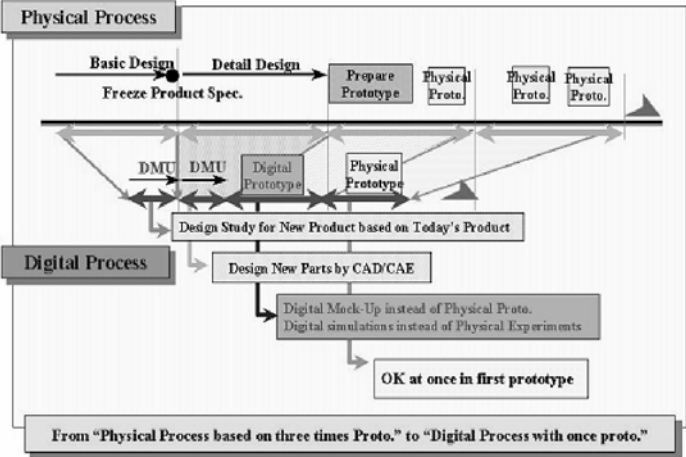 Physical Process
Basic Design
Detail Design
Freeze Product Spec.
Prepare
Prototype
Physical
Proto.
Physical
Proto.
Physical
Proto.
DMU
DMU
Digital
Prototype
Physical
Prototype
Design Study for New Product based on Today's Product
Digital Process
Design New Parts by CAD/CAE
Digital Mock-Up instead of Physical Proto.
Digital simulations instead of Physical Experiments
OK at once in first prototype
From “Physical Process based on three times Proto.” to “Digital Process with once proto.”